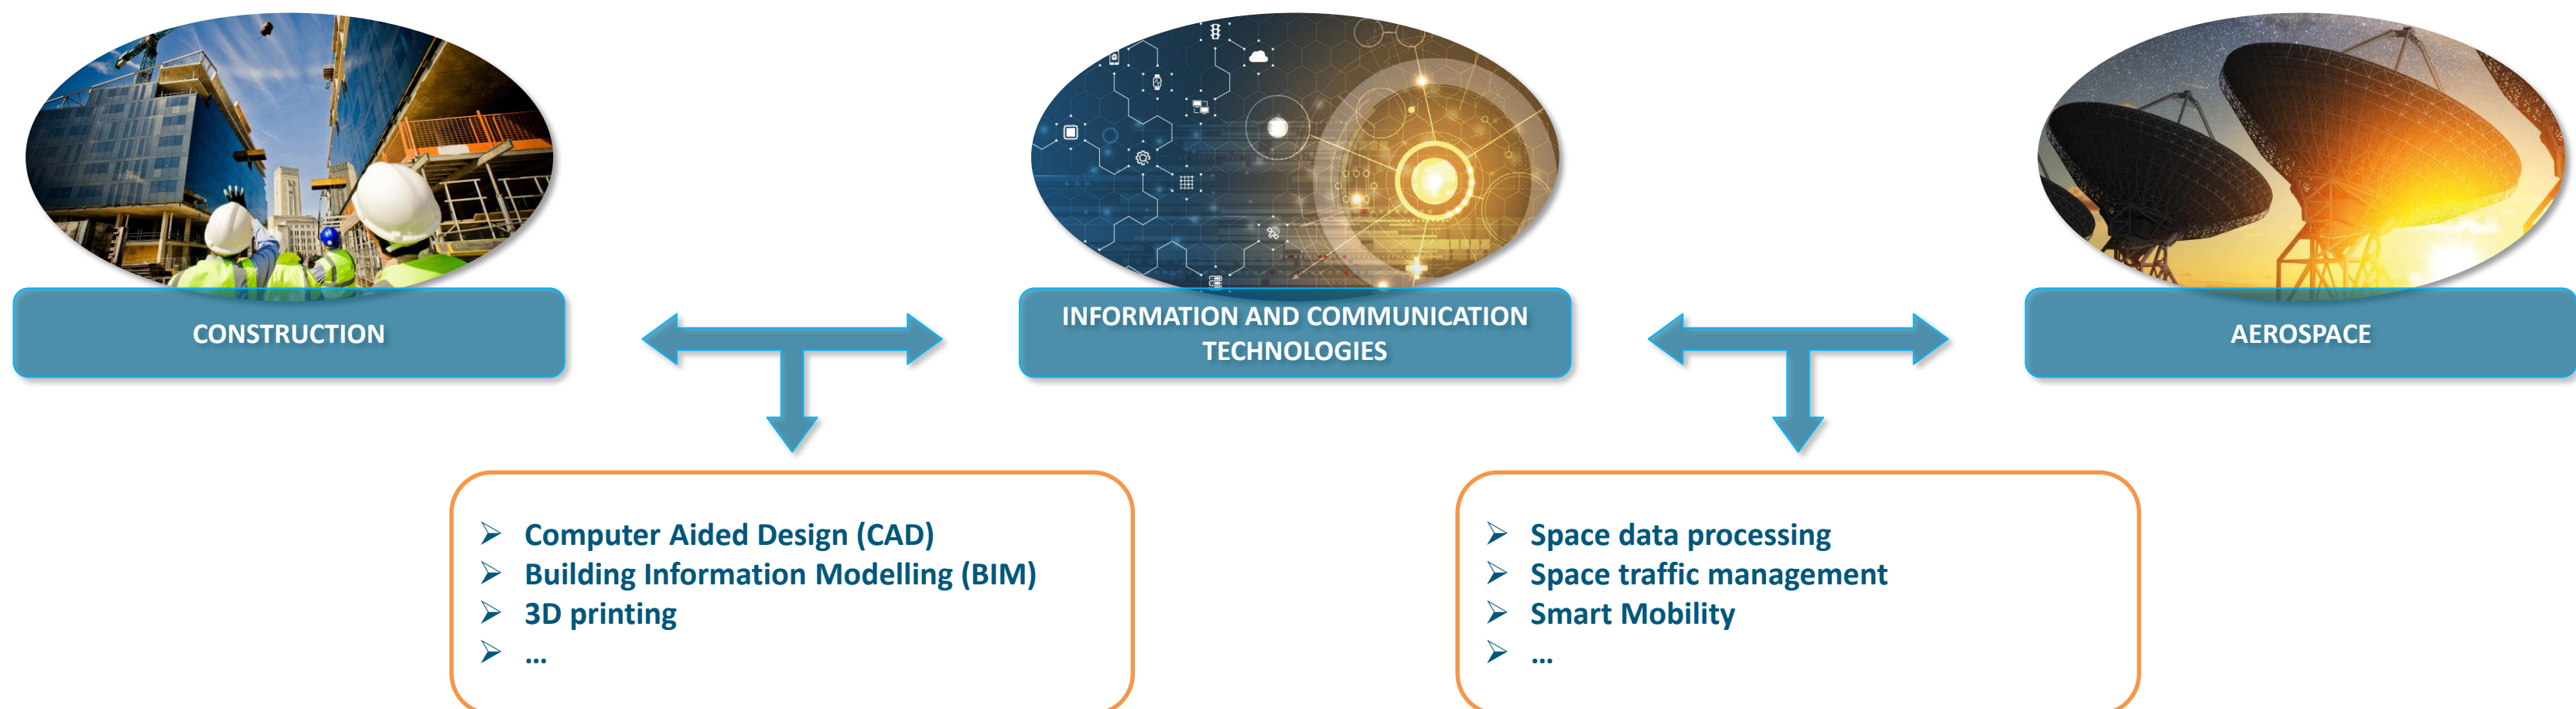 CONSTRUCTION
INFORMATION AND COMMUNICATION
TECHNOLOGIES
AEROSPACE
➢ Computer Aided Design (CAD)
➢ Building Information Modelling (BIM)
➢ 3D printing
➢ ...
➢ Space data processing
➢ Space traffic management
➢ Smart Mobility
➢ ...